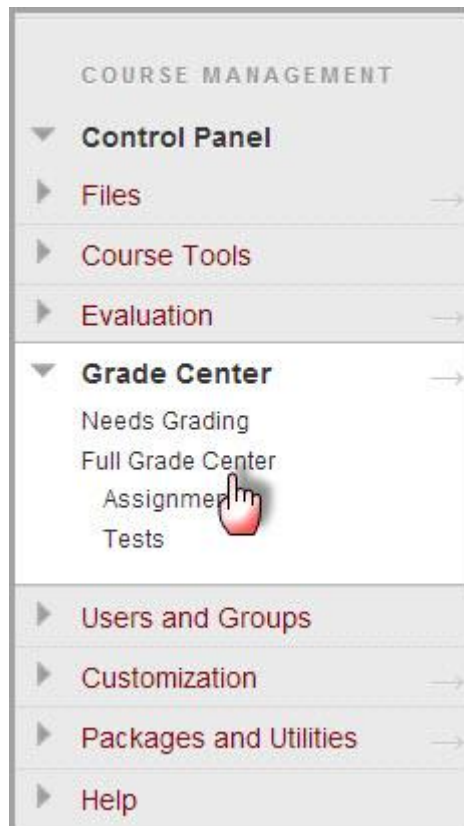 COURSE MANAGEMENT
Control Panel
Files
Course Tools
Evaluation
Grade Center
Needs Grading
Full Grade Center
Tests
Users and Groups
Customization
Packages and Utilities
Help